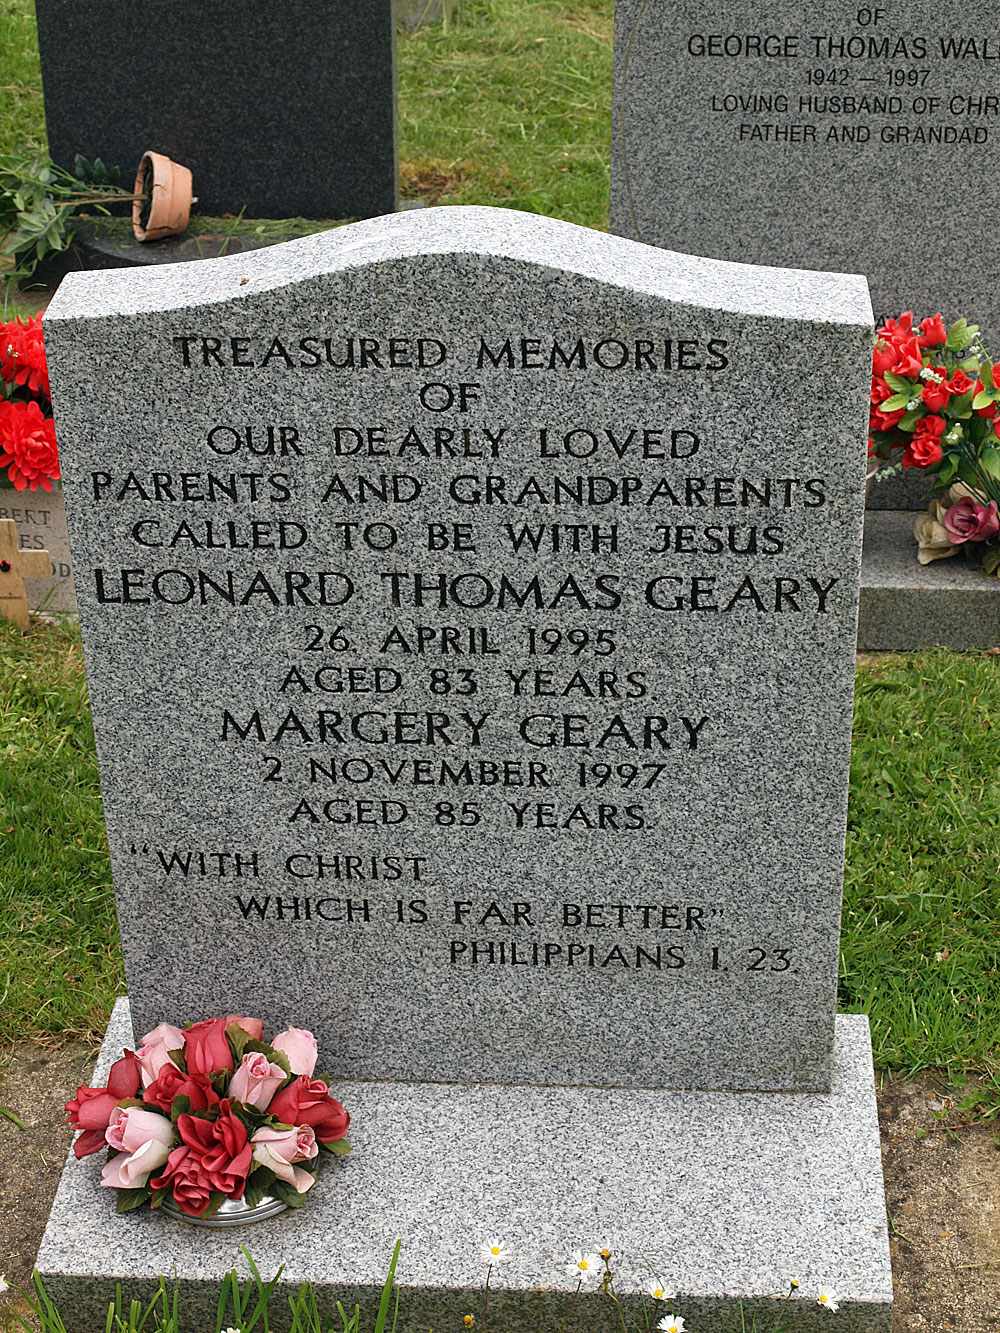 OF
GEORGE THOMAS
1942 — 1997
LOVING HUSBAND OF
FATHER AND GRANDAD
TREASURED MEMORIES
OF
OUR DEARLY LOVED
PARENTS AND GRANDPARENTS
CALLED TO BE WITH JESUS
LEONARD THOMAS GEARY
26. APRIL 1995
AGED 83 YEARS.
MARGERY GEARY
2 NOVEMBER 1997
AGED 85 YEARS.
"WITH CHRIST
WHICH IS FAR BETTER"
PHILIPPIANS 1. 23.